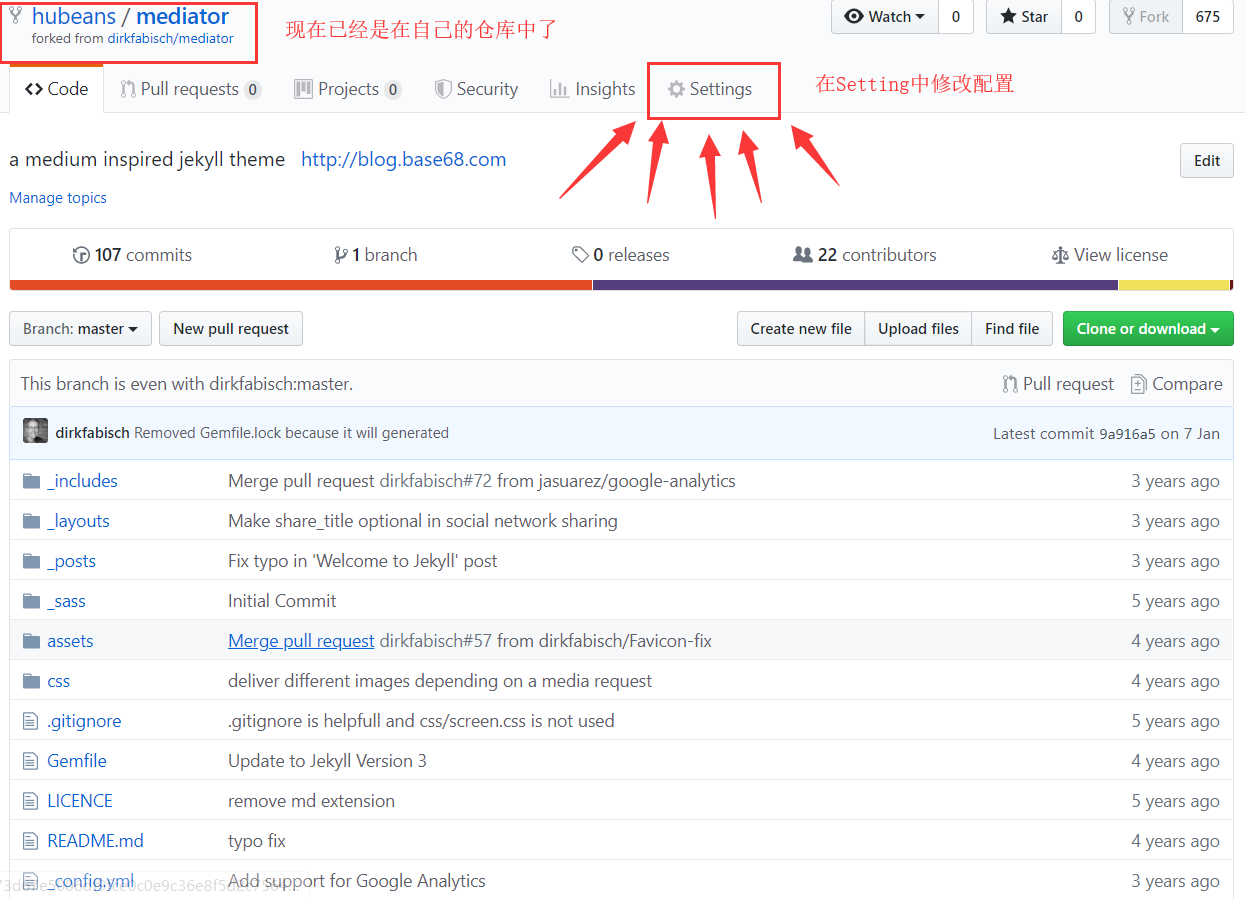 hubeans / mediator
forked from dirkfabisch/mediator
现在已经是在自己的仓库中了
Watch 0 Star 0 Fork 675
Code Pull requests 0 Projects 0 Security Insights Settings
在Setting中修改配置
a medium inspired jekyll theme http://blog.base68.com
Edit
Manage topics
107 commits 1 branch 0 releases 22 contributors View license
Branch: master New pull request Create new file Upload files Find file Clone or download
This branch is even with dirkfabisch:master. Pull request Compare
dirkfabisch Removed Gemfile.lock because it will generated Latest commit 9a916a5 on 7 Jan
_includes Merge pull request dirkfabisch#72 from jasuarez/google-analytics 3 years ago
_layouts Make share_title optional in social network sharing 3 years ago
_posts Fix typo in 'Welcome to Jekyll' post 3 years ago
_sass Initial Commit 5 years ago
assets Merge pull request dirkfabisch#57 from dirkfabisch/Favicon-fix 4 years ago
css deliver different images depending on a media request 4 years ago
.gitignore .gitignore is helpfull and css/screen.css is not used 5 years ago
Gemfile Update to Jekyll Version 3 4 years ago
LICENCE remove md extension 5 years ago
README.md typo fix 4 years ago
_config.yml Add support for Google Analytics 3 years ago